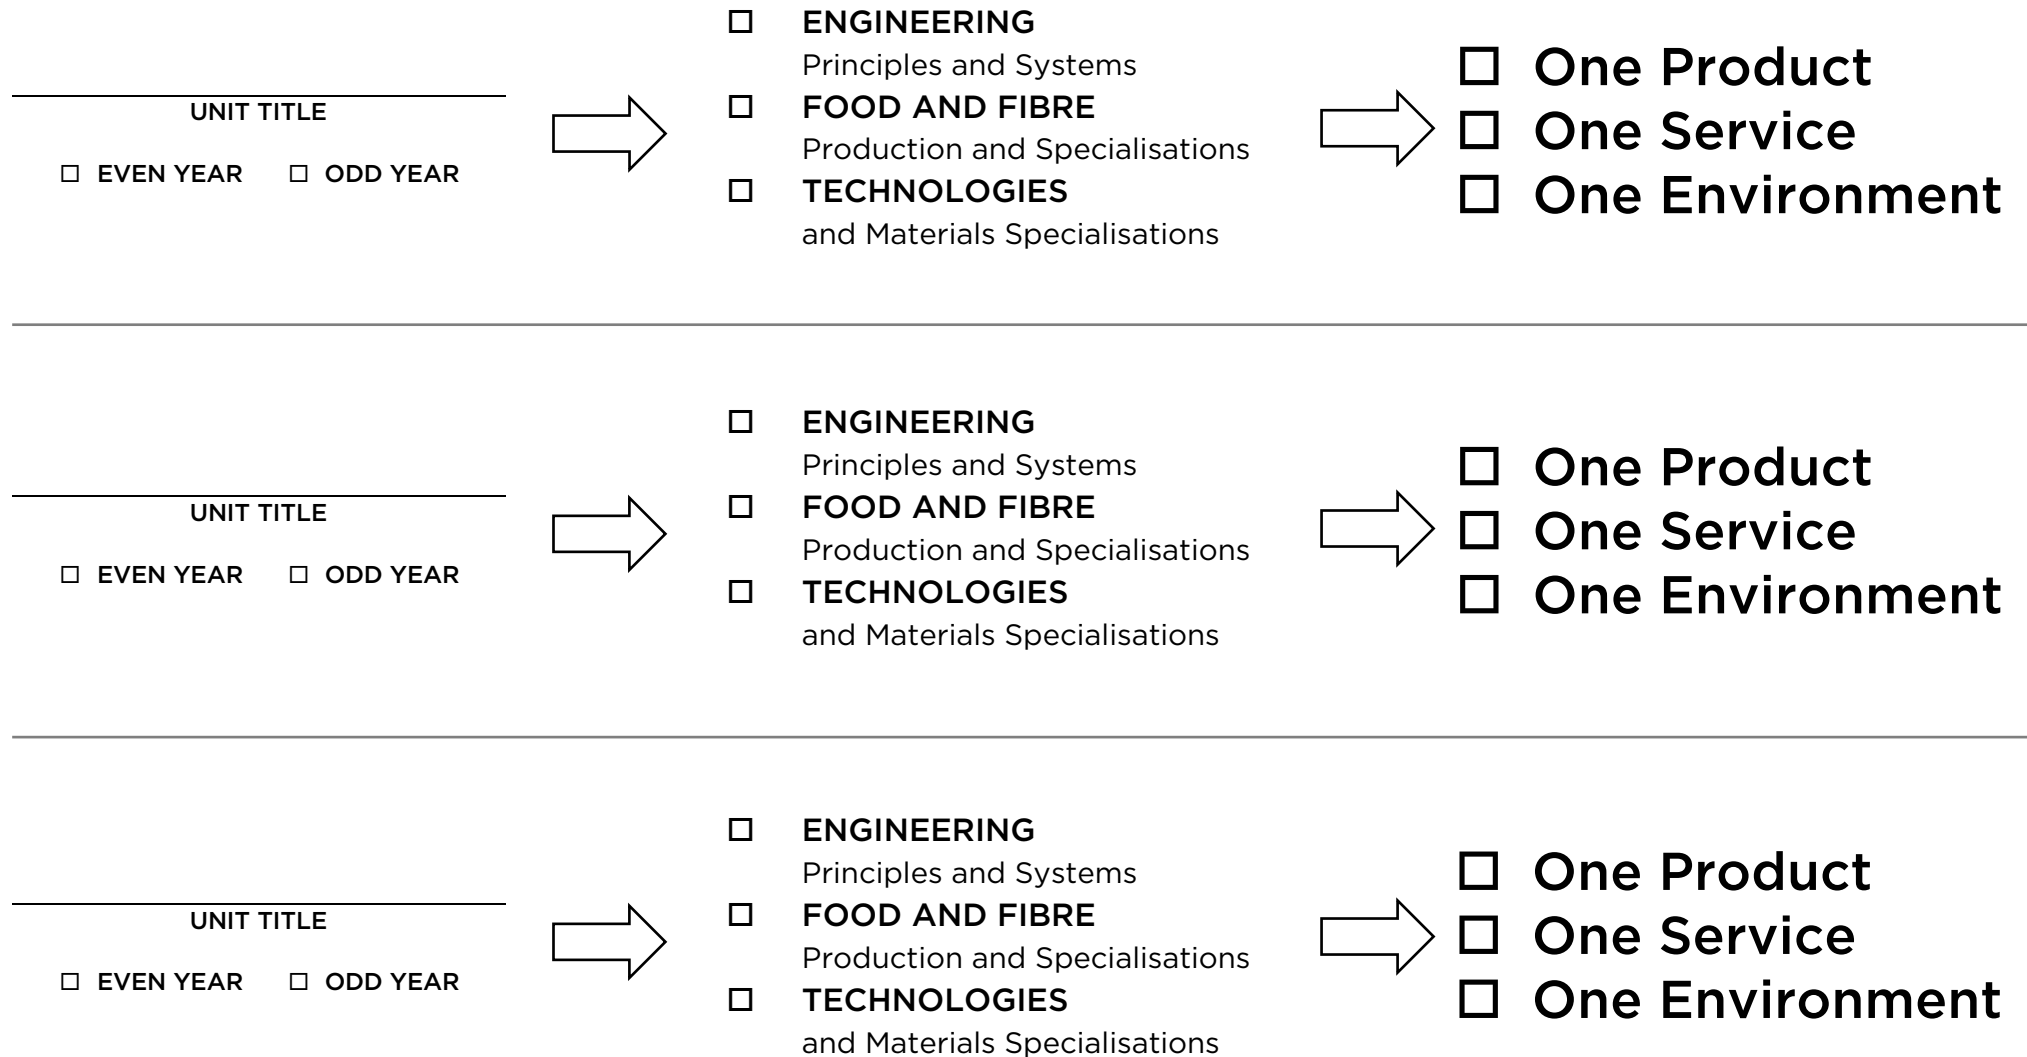 UNIT TITLE
☐ EVEN YEAR ☐ ODD YEAR
☐ ENGINEERING
Principles and Systems
☐ FOOD AND FIBRE
Production and Specialisations
☐ TECHNOLOGIES
and Materials Specialisations
☐ One Product
☐ One Service
☐ One Environment
UNIT TITLE
☐ EVEN YEAR ☐ ODD YEAR
☐ ENGINEERING
Principles and Systems
☐ FOOD AND FIBRE
Production and Specialisations
☐ TECHNOLOGIES
and Materials Specialisations
☐ One Product
☐ One Service
☐ One Environment
UNIT TITLE
☐ EVEN YEAR ☐ ODD YEAR
☐ ENGINEERING
Principles and Systems
☐ FOOD AND FIBRE
Production and Specialisations
☐ TECHNOLOGIES
and Materials Specialisations
☐ One Product
☐ One Service
☐ One Environment